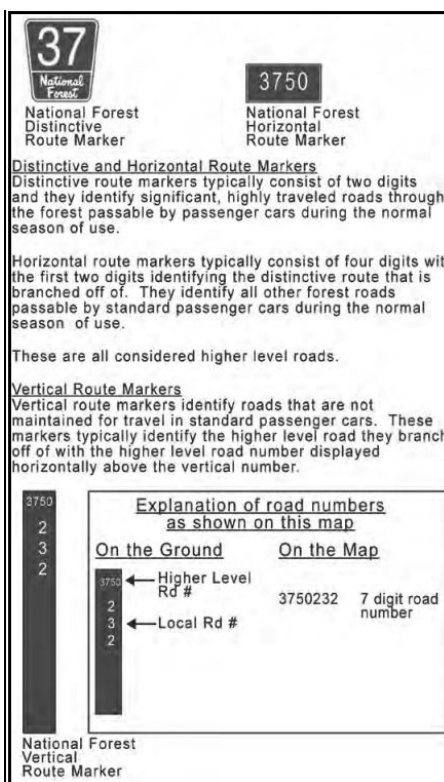 37
National
Forest
National Forest
Distinctive
Route Marker
3750
National Forest
Horizontal
Route Marker
Distinctive and Horizontal Route Markers
Distinctive route markers typically consist of two digits
and they identify significant, highly traveled roads through
the forest passable by passenger cars during the normal
season of use.
Horizontal route markers typically consist of four digits wit
the first two digits identifying the distinctive route that is
branched off of. They identify all other forest roads
passable by standard passenger cars during the normal
season of use.
These are all considered higher level roads.
Vertical Route Markers
Vertical route markers identify roads that are not
maintained for travel in standard passenger cars. These
markers typically identify the higher level road they branch
off of with the higher level road number displayed
horizontally above the vertical number.
3750
2
3
2
National Forest
Vertical
Route Marker
Explanation of road numbers
as shown on this map
On the Ground
3750
2
3
2
Higher Level
Rd #
Local Rd #
On the Map
3750232 7 digit road
number